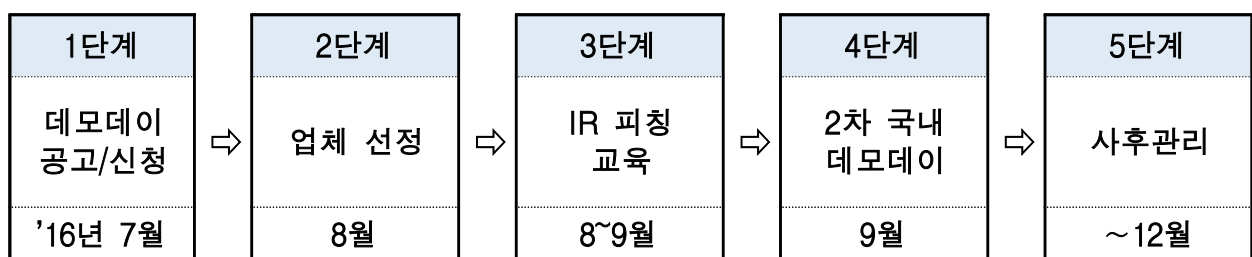 1단계
데모데이
공고/신청
’16년 7월
⇨
2단계
업체 선정
8월
⇨
3단계
IR 피칭
교육
8~9월
⇨
4단계
2차 국내
데모데이
9월
⇨
5단계
사후관리
～12월